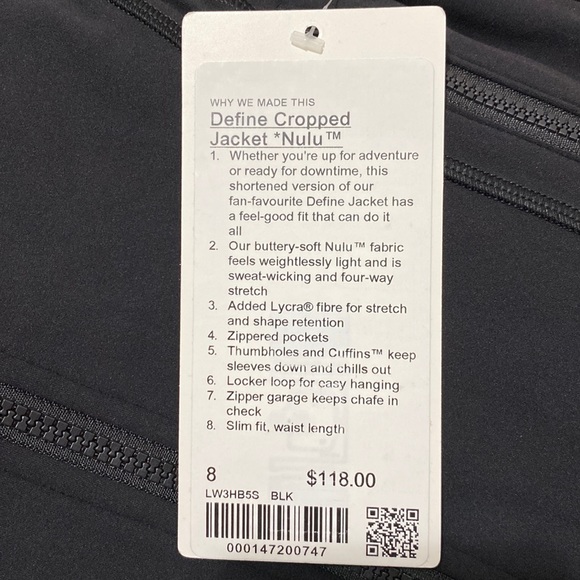 WHY WE MADE THIS
Define Cropped
Jacket *Nulu™
1. Whether you're up for adventure
or ready for downtime, this
shortened version of our
fan-favourite Define Jacket has
a feel-good fit that can do it
all
2. Our buttery-soft Nulu™ fabric
feels weightlessly light and is
sweat-wicking and four-way
stretch
3. Added Lycra® fibre for stretch
and shape retention
4. Zippered pockets
5. Thumbholes and Cuffins™ keep
sleeves down and chills out
6. Locker loop for easy hanging
7. Zipper garage keeps chafe in
check
8. Slim fit, waist length
8 $118.00
LW3HB5S BLK
000147200747